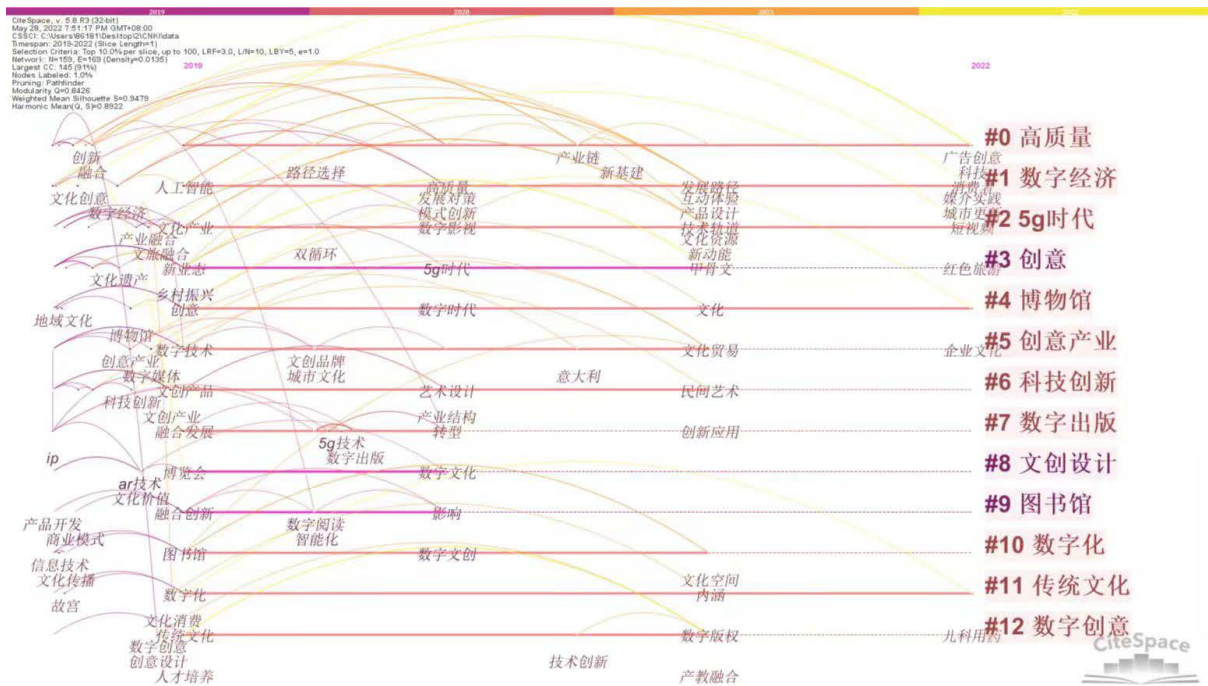 2019 2020 2021 2022
CiteSpace, v. 5.8.R3 (32-bit)
May 28, 2022 7:51:17 PM GMT+08:00
CSSCI: C:\Users\86181\Desktop\2\CNKI\data
Timespan: 2019-2022 (Slice Length=1)
Selection Criteria: Top 10.0% per slice, up to 100, LRF=3.0, L/N=10, LBY=5, e=1.0
Network: N=159, E=169 (Density=0.0135)
Largest CC: 145 (91%)
Nodes Labeled: 1.0%
Pruning: Pathfinder
Modularity Q=0.8426
Weighted Mean Silhouette S=0.9479
Harmonic Mean(Q, S)=0.8922
2019 2022
#0 高质量
创新 产业链 广告创意
融合 路径选择 新基建 科技
#1 数字经济
人工智能 高质量 发展路径 消费者
文化创意 发展对策 互动体验 媒介实践
数字经济 模式创新 产品设计 城市更新
#2 5g时代
文化产业 数字影视 技术轨道 短视频
产业融合 文化资源
文旅融合 双循环 新动能
#3 创意
新业态 5g时代 甲骨文 红色旅游
文化遗产
乡村振兴
#4 博物馆
创意 数字时代 文化
地域文化
博物馆
#5 创意产业
数字技术 文化贸易 企业文化
创意产业 文创品牌
数字媒体 城市文化 意大利
#6 科技创新
文创产品 艺术设计 民间艺术
科技创新
文创产业 产业结构
#7 数字出版
融合发展 转型 创新应用
5g技术
ip 数字出版
#8 文创设计
博览会 数字文化
ar技术
文化价值
#9 图书馆
融合创新 影响
产品开发 数字阅读
商业模式 智能化
#10 数字化
图书馆 数字文创
信息技术
文化传播 文化空间
#11 传统文化
数字化 内涵
故宫
文化消费
#12 数字创意
传统文化 数字版权 儿科用药
数字创意
创意设计 技术创新
人才培养 产教融合
CiteSpace